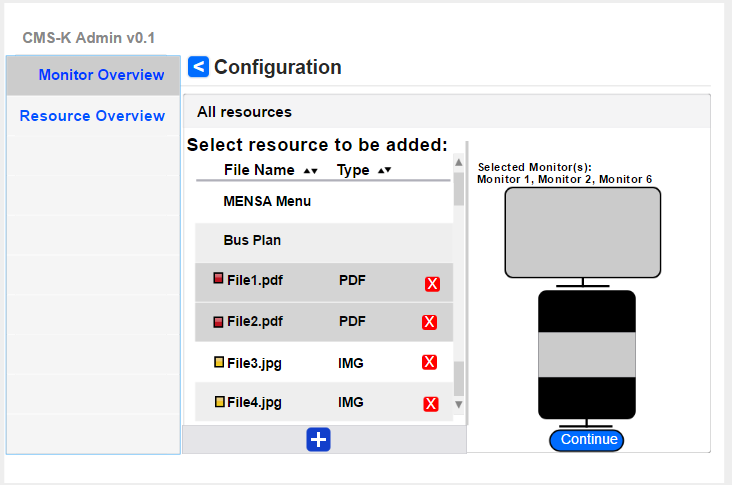 CMS-K Admin v0.1
Monitor Overview
Resource Overview
< Configuration
All resources
Select resource to be added:
File Name ▲▼ Type ▲▼
MENSA Menu
Bus Plan
File1.pdf PDF X
File2.pdf PDF X
File3.jpg IMG X
File4.jpg IMG X
+
Selected Monitor(s):
Monitor 1, Monitor 2, Monitor 6
Continue